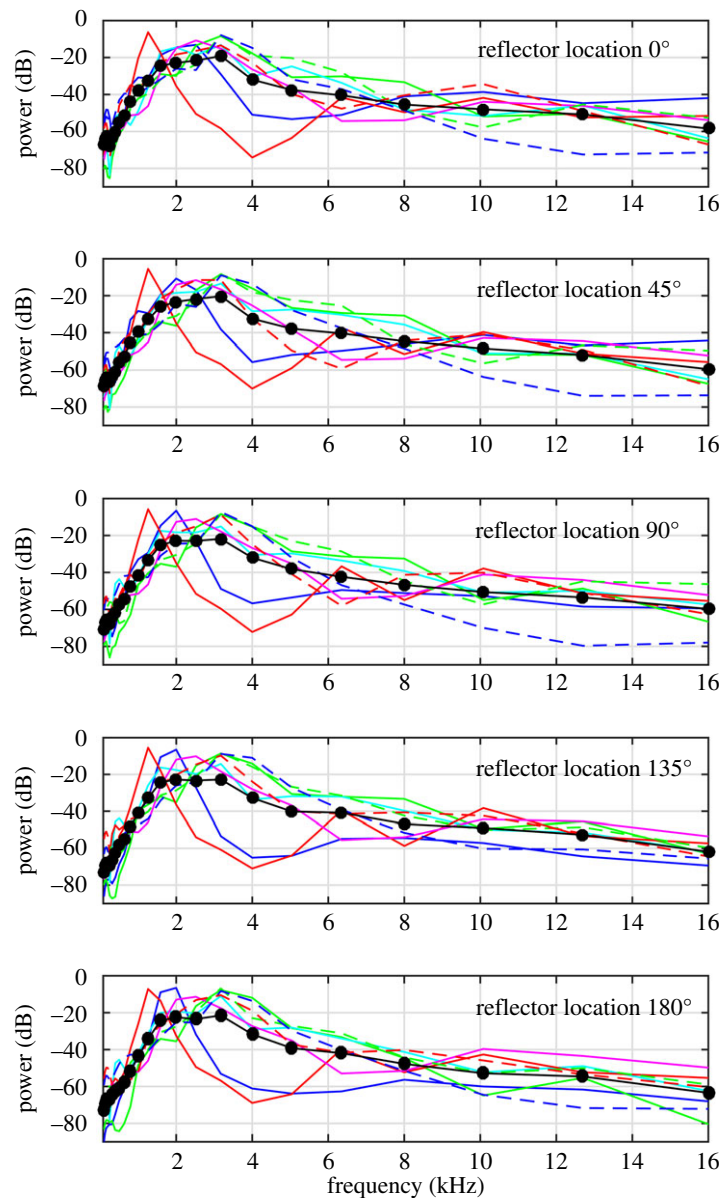 0
−20
−40
−60
−80
power (dB)
reflector location 0°
2 4 6 8 10 12 14 16
0
−20
−40
−60
−80
power (dB)
reflector location 45°
2 4 6 8 10 12 14 16
0
−20
−40
−60
−80
power (dB)
reflector location 90°
2 4 6 8 10 12 14 16
0
−20
−40
−60
−80
power (dB)
reflector location 135°
2 4 6 8 10 12 14 16
0
−20
−40
−60
−80
power (dB)
reflector location 180°
2 4 6 8 10 12 14 16
frequency (kHz)